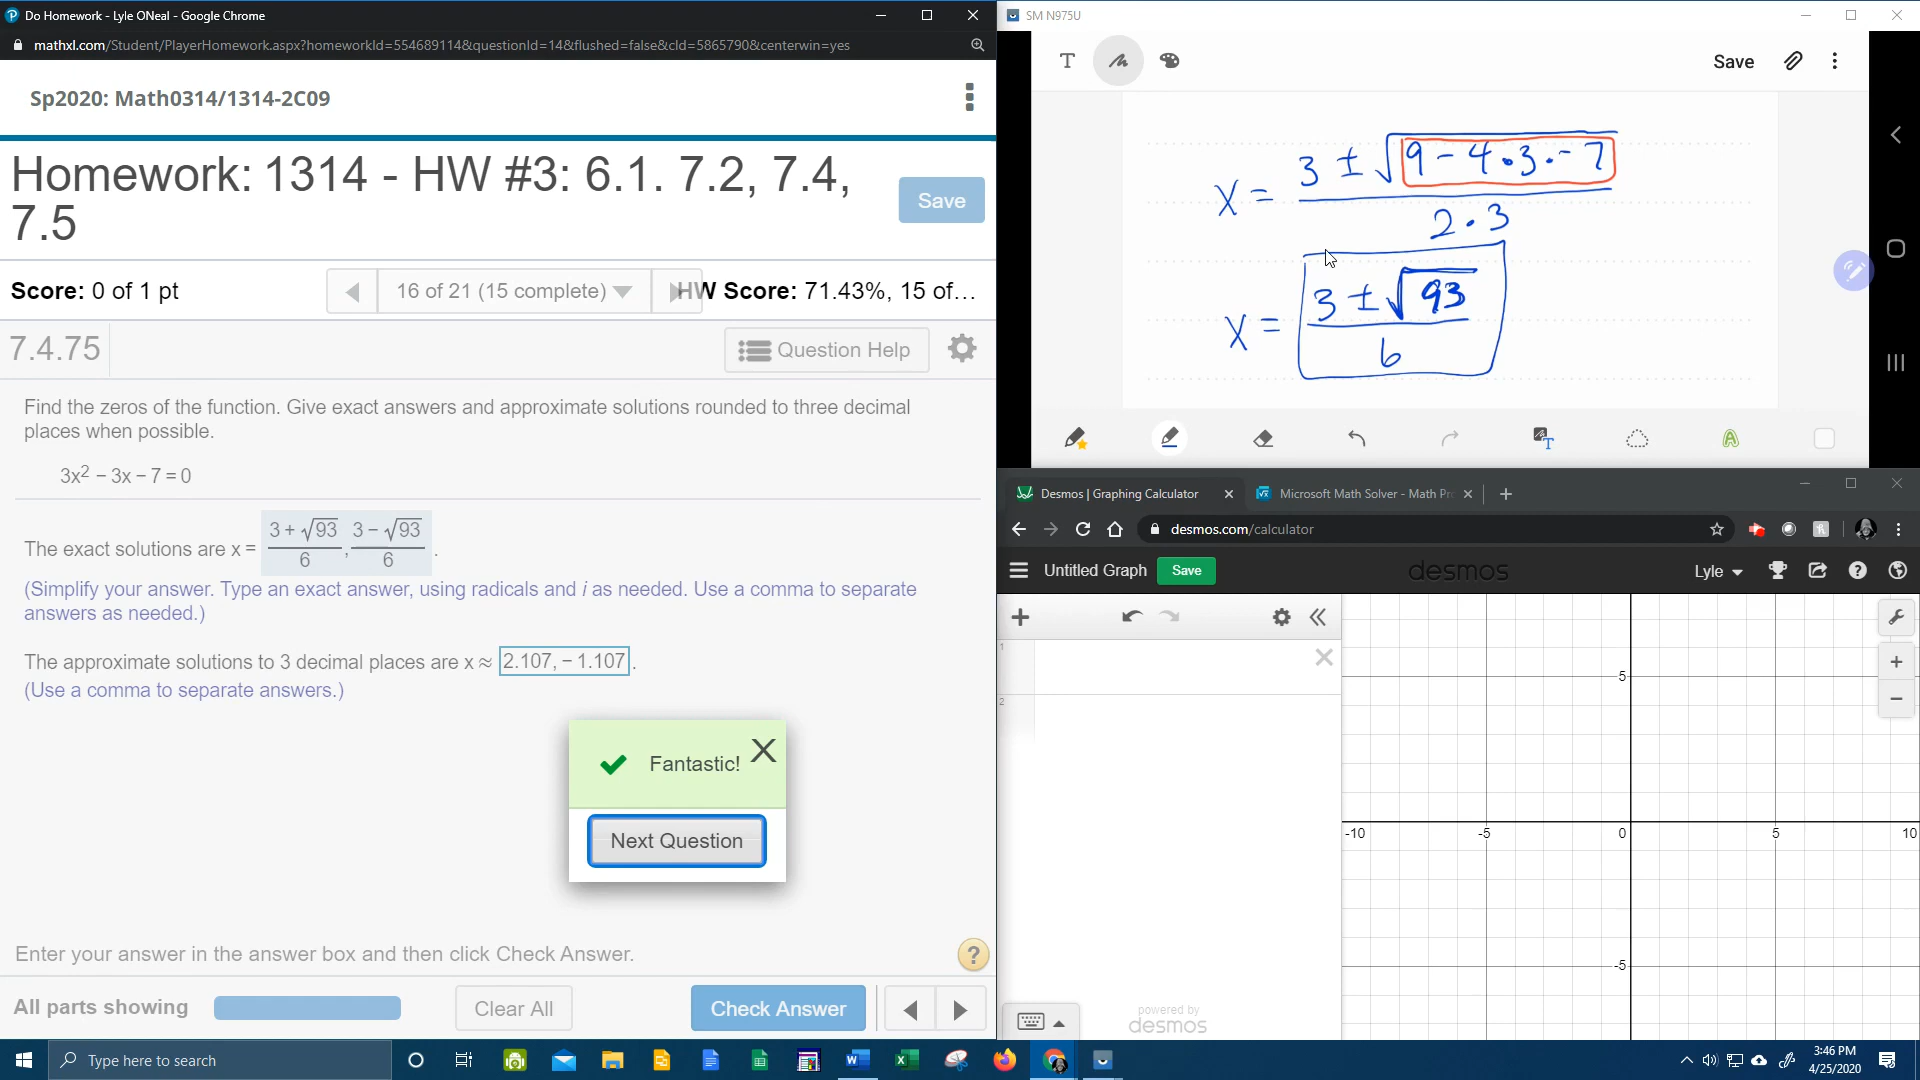 Do Homework - Lyle ONeal - Google Chrome
mathxl.com/Student/PlayerHomework.aspx?homeworkId=554689114&questionId=14&flushed=false&cId=5865790&centerwin=yes
Sp2020: Math0314/1314-2C09
Homework: 1314 - HW #3: 6.1. 7.2, 7.4,
7.5
Save
Score: 0 of 1 pt
16 of 21 (15 complete)
HW Score: 71.43%, 15 of…
7.4.75
Question Help
Find the zeros of the function. Give exact answers and approximate solutions rounded to three decimal
places when possible.
3x² − 3x − 7 = 0
The exact solutions are x = (3 + √93)/6, (3 − √93)/6.
(Simplify your answer. Type an exact answer, using radicals and i as needed. Use a comma to separate
answers as needed.)
The approximate solutions to 3 decimal places are x ≈ 2.107, − 1.107.
(Use a comma to separate answers.)
Fantastic!
Next Question
Enter your answer in the answer box and then click Check Answer.
?
All parts showing
Clear All
Check Answer
SM N975U
T
Save
x = (3 ± √(9 − 4·3·−7))/(2·3)
x = (3 ± √93)/6
Desmos | Graphing Calculator
Microsoft Math Solver - Math Pr
desmos.com/calculator
Untitled Graph
Save
desmos
Lyle
1
2
powered by
desmos
5
-10
-5
0
5
10
-5
Type here to search
3:46 PM
4/25/2020